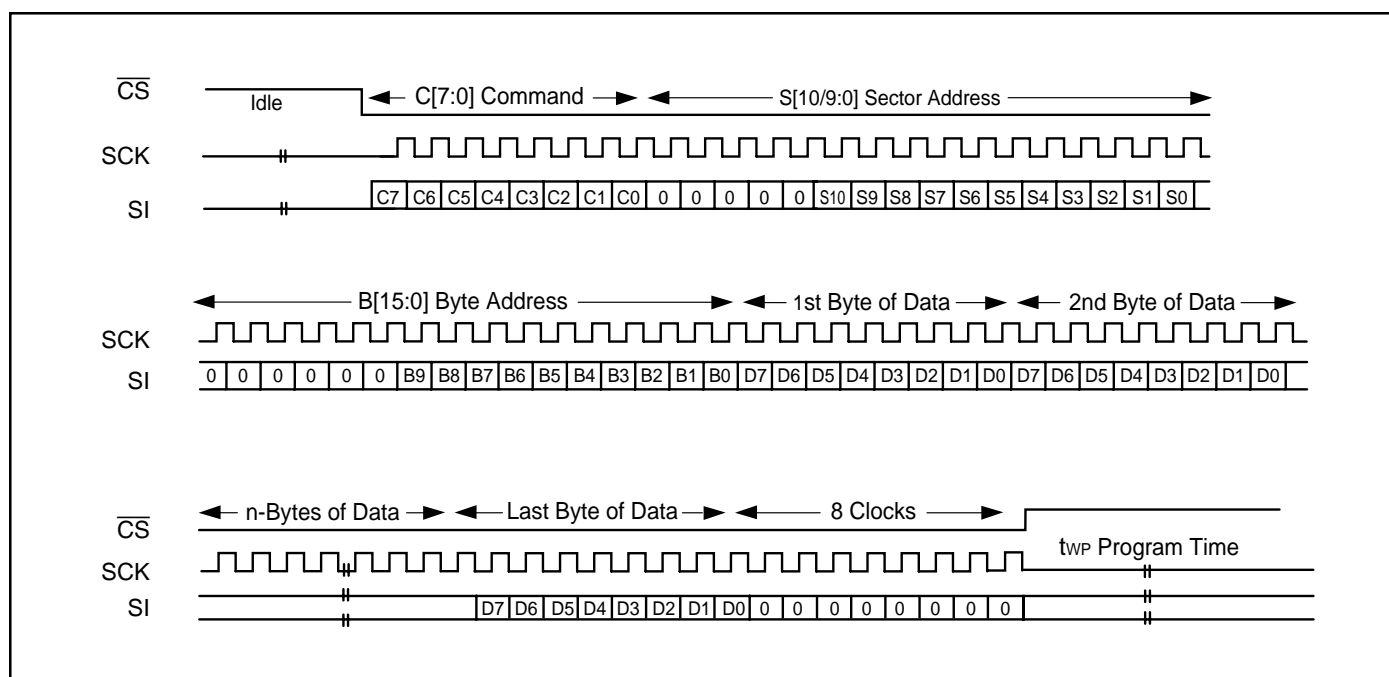 CS Idle C[7:0] Command S[10/9:0] Sector Address
SCK
SI C7 C6 C5 C4 C3 C2 C1 C0 0 0 0 0 0 S10 S9 S8 S7 S6 S5 S4 S3 S2 S1 S0
B[15:0] Byte Address 1st Byte of Data 2nd Byte of Data
SCK
SI 0 0 0 0 0 0 B9 B8 B7 B6 B5 B4 B3 B2 B1 B0 D7 D6 D5 D4 D3 D2 D1 D0 D7 D6 D5 D4 D3 D2 D1 D0
n-Bytes of Data Last Byte of Data 8 Clocks
CS
SCK tWP Program Time
SI D7 D6 D5 D4 D3 D2 D1 D0 0 0 0 0 0 0 0 0